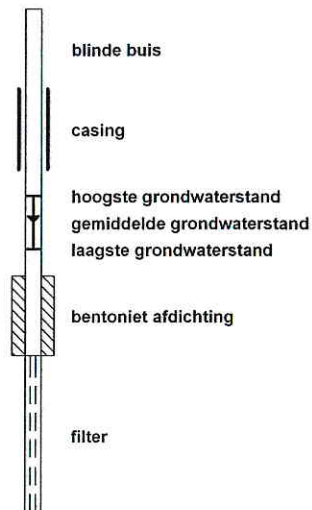 blinde buis
casing
hoogste grondwaterstand
gemiddelde grondwaterstand
laagste grondwaterstand
bentoniet afdichting
filter